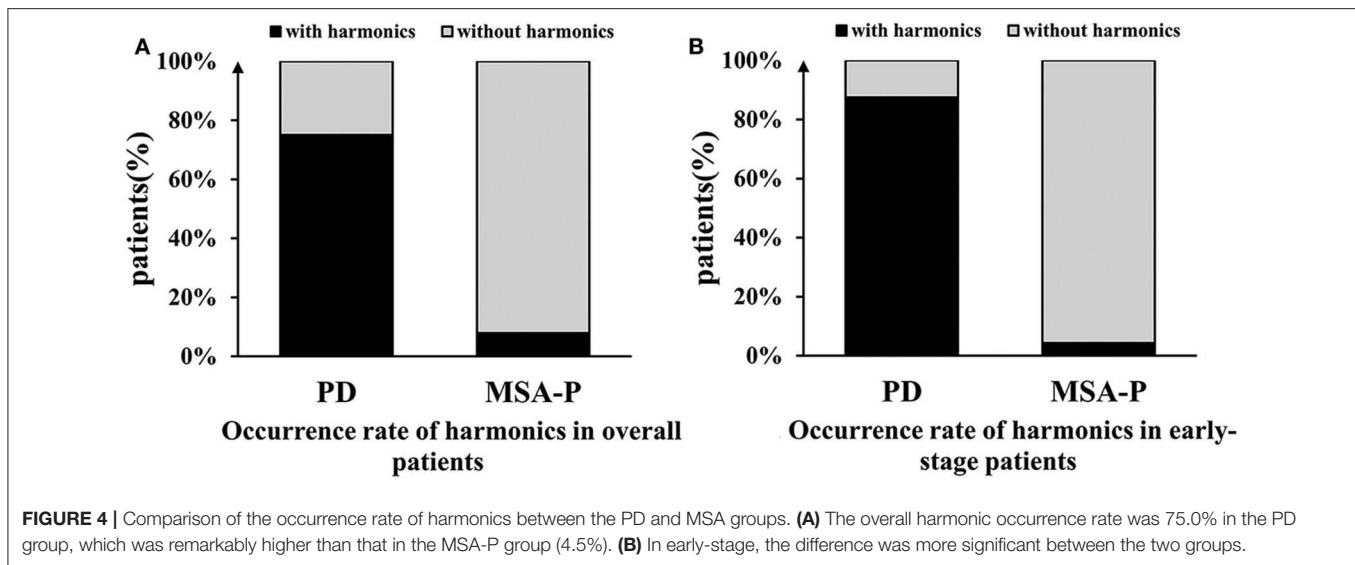 A
■with harmonics ■without harmonics
100%
80%
60%
40%
20%
0%
patients(%)
PD
MSA-P
Occurrence rate of harmonics in overall
patients
B
■with harmonics ■without harmonics
100%
80%
60%
40%
20%
0%
patients(%)
PD
MSA-P
Occurrence rate of harmonics in early-
stage patients
FIGURE 4 | Comparison of the occurrence rate of harmonics between the PD and MSA groups. (A) The overall harmonic occurrence rate was 75.0% in the PD
group, which was remarkably higher than that in the MSA-P group (4.5%). (B) In early-stage, the difference was more significant between the two groups.